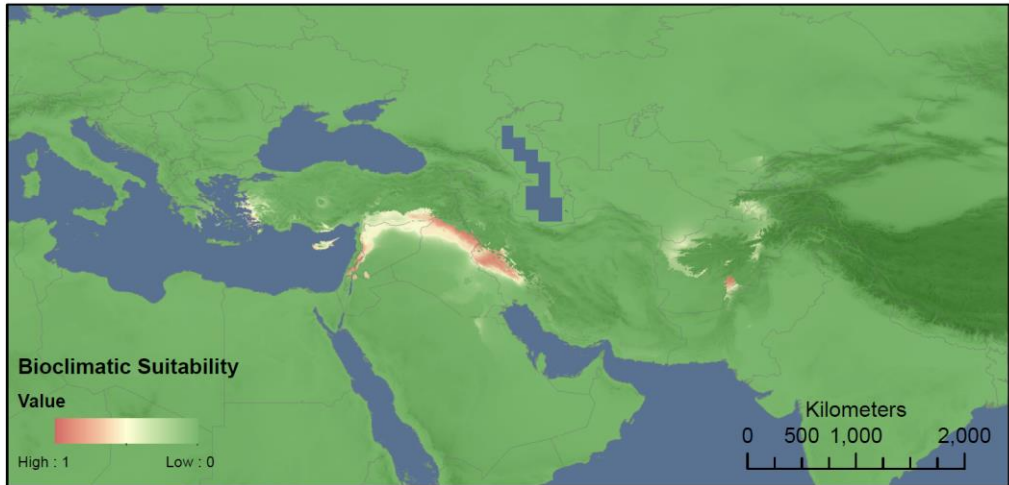 Bioclimatic Suitability
Value
High : 1 Low : 0
Kilometers
0 500 1,000 2,000